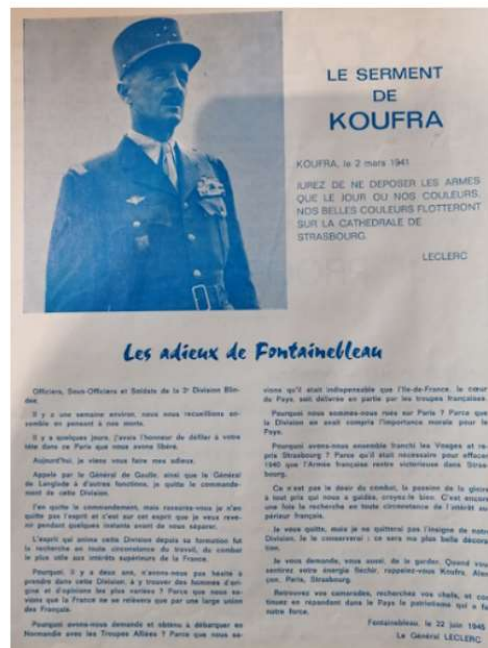 LE SERMENT
DE
KOUFRA
KOUFRA, le 2 mars 1941
JUREZ DE NE DEPOSER LES ARMES
QUE LE JOUR OU NOS COULEURS,
NOS BELLES COULEURS FLOTTERONT
SUR LA CATHEDRALE DE
STRASBOURG.
LECLERC
Les adieux de Fontainebleau
Officiers, Sous-Officiers et Soldats de la 2e Division Blin-
dée,
Il y a une semaine environ, nous nous recueillions en-
semble en pensant à nos morts.
Il y a quelques jours, j'avais l'honneur de défiler à votre
tête dans ce Paris que vous avez libéré.
Aujourd'hui, je viens vous faire mes adieux.
Appelé par le Général de Gaulle, ainsi que le Général
de Langlade à d'autres fonctions, je quitte le commande-
ment de cette Division.
J'en quitte le commandement, mais rassurez-vous je n'en
quitte pas l'esprit et c'est sur cet esprit que je veux reve-
nir pendant quelques instants avant de nous séparer.
L'esprit qui anime cette Division depuis sa formation fut
la recherche en toute circonstance du travail, du combat
le plus utile aux intérêts supérieurs de la France.
Pourquoi, il y a deux ans, n'avons-nous pas hésité à
prendre dans cette Division, à y trouver des hommes d'ori-
gine et d'opinions les plus variées ? Parce que nous sa-
vions que la France ne se relèvera que par une large union
des Français.
Pourquoi avons-nous demandé et obtenu à débarquer en
Normandie avec les Troupes Alliées ? Parce que nous sa-
vions qu'il était indispensable que l'Ile-de-France, le cœur
du Pays, soit délivrée en partie par les troupes françaises.
Pourquoi nous sommes-nous rués sur Paris ? Parce que
la Division en avait compris l'importance morale pour le
Pays.
Pourquoi avons-nous ensemble franchi les Vosges et re-
pris Strasbourg ? Parce qu'il était nécessaire pour effacer
1940 que l'Armée française rentre victorieuse dans Stras-
bourg.
Ce n'est pas le désir du combat, la passion de la gloire
à tout prix qui nous a guidés, croyez-le bien. C'est encore
une fois la recherche en toute circonstance de l'intérêt su-
périeur français.
Je vous quitte, mais je ne quitterai pas l'insigne de notre
Division. Je le conserverai : ce sera ma plus belle décora-
tion.
Je vous demande, vous aussi, de le garder. Quand vous
sentirez votre énergie fléchir, rappelez-vous Koufra, Alen-
çon, Paris, Strasbourg.
Retrouvez vos camarades, recherchez vos chefs, et con-
tinuez en répandant dans le Pays le patriotisme qui a fait
notre force.
Fontainebleau, le 22 juin 1945
Le Général LECLERC